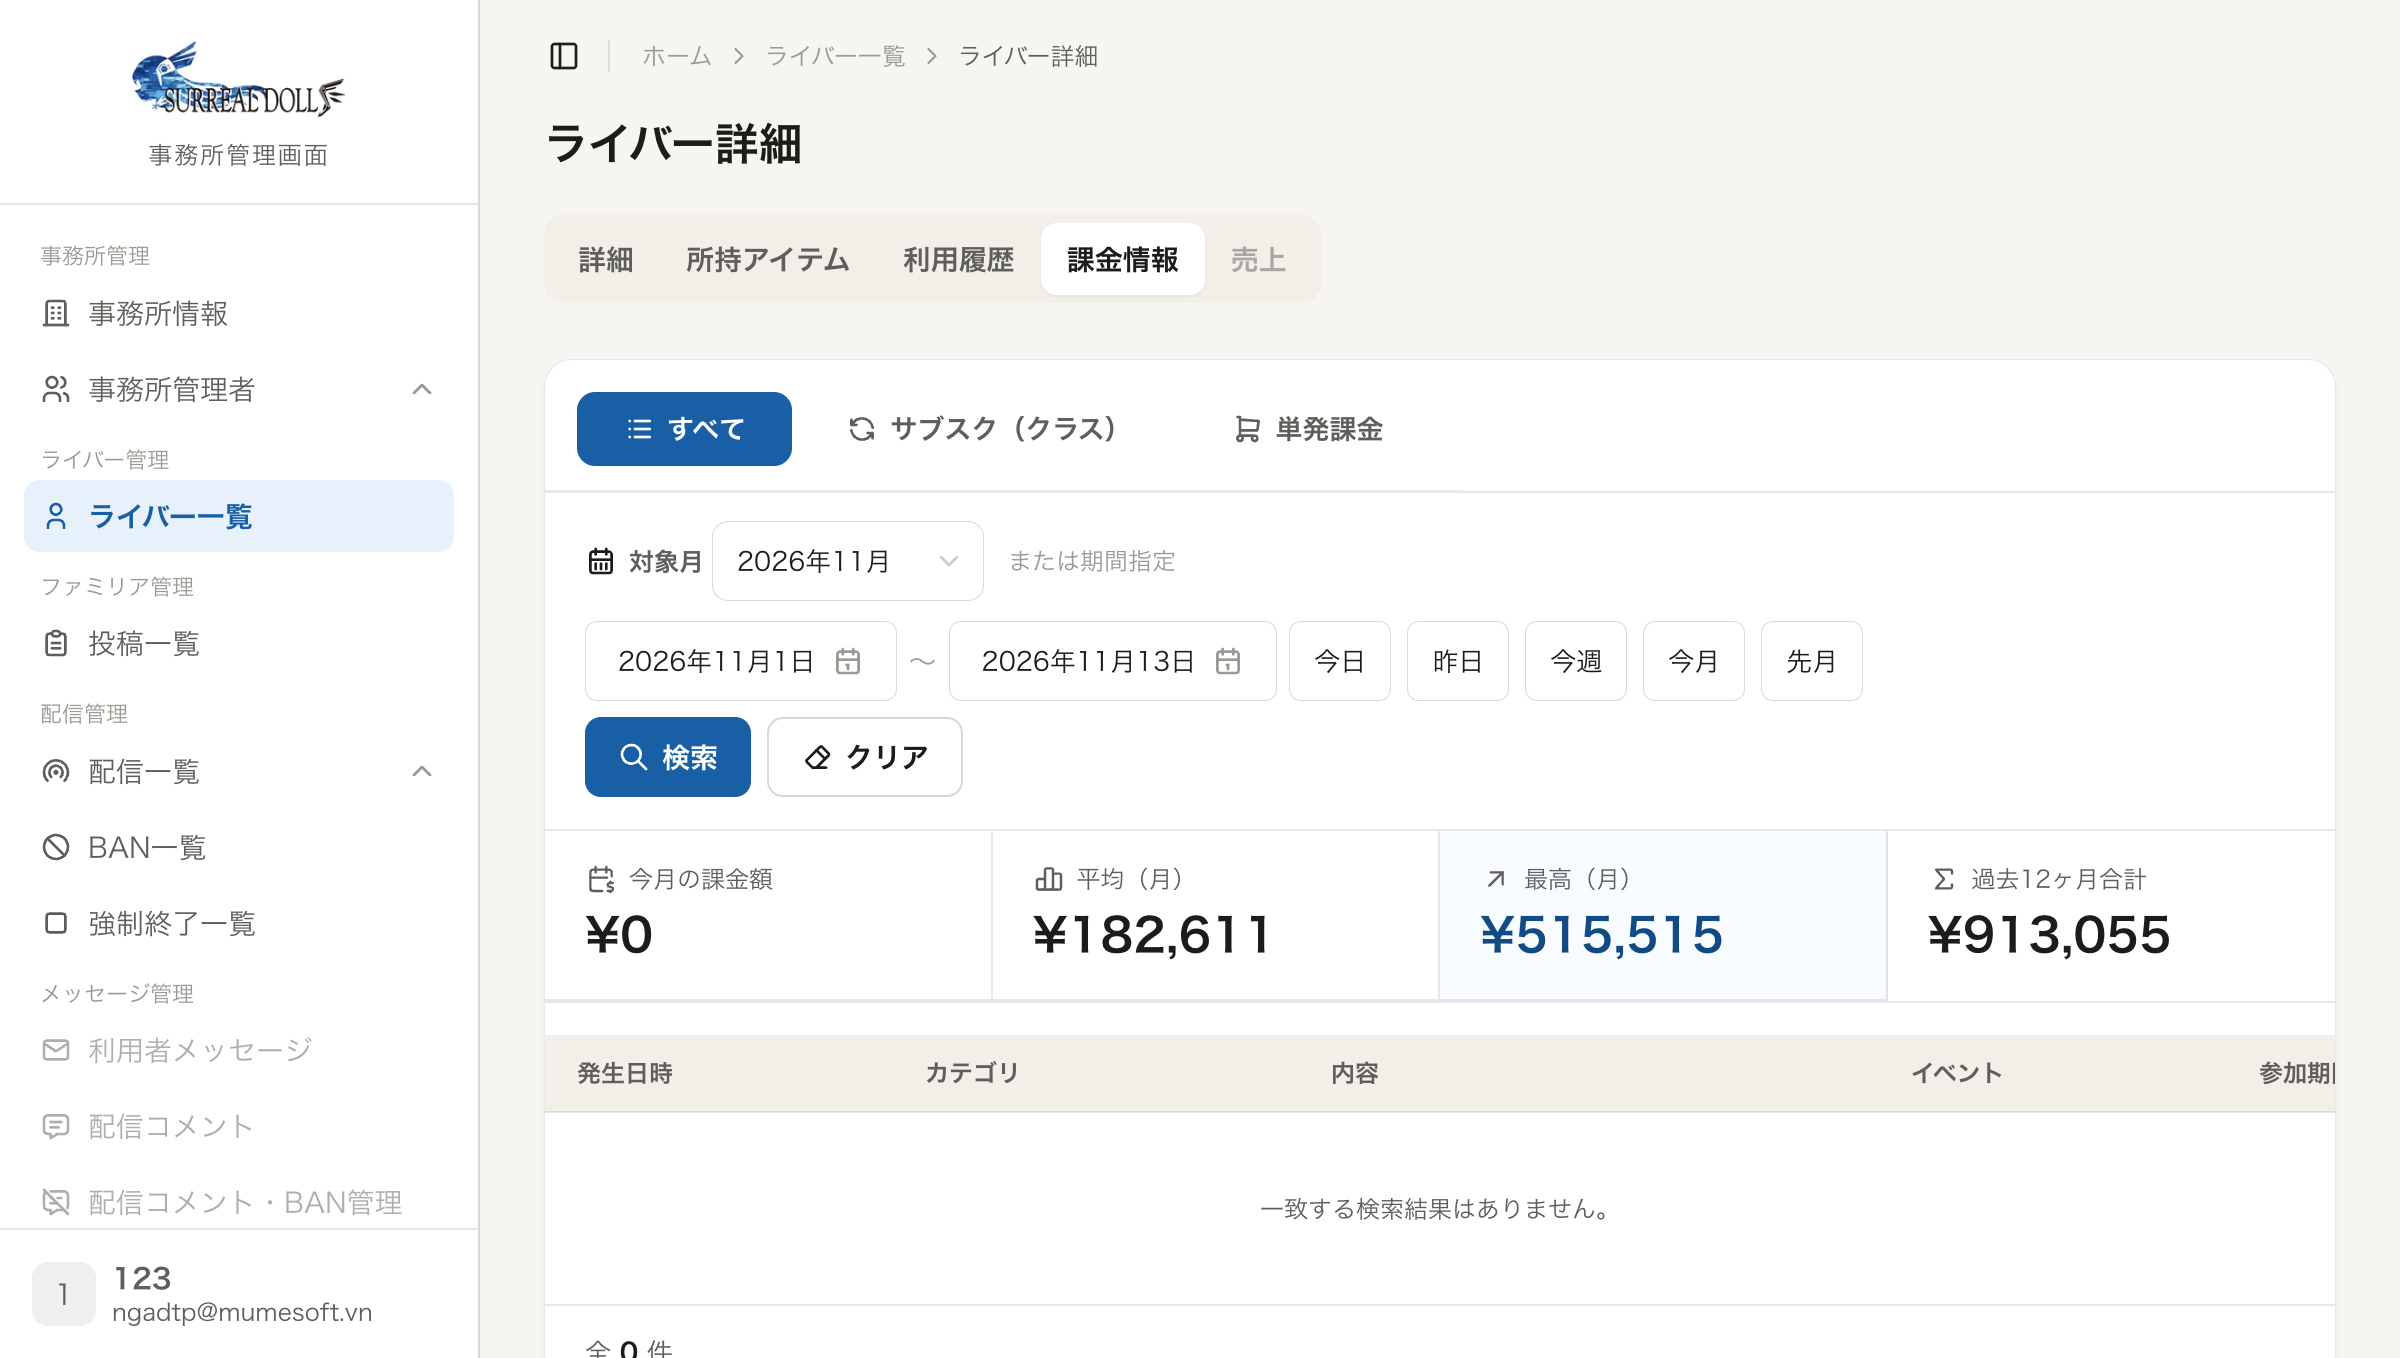 SURREAL DOLLS
事務所管理画面
事務所管理
事務所情報
事務所管理者
ライバー管理
ライバー一覧
ファミリア管理
投稿一覧
配信管理
配信一覧
BAN一覧
強制終了一覧
メッセージ管理
利用者メッセージ
配信コメント
配信コメント・BAN管理
1
123
ngadtp@mumesoft.vn
ホーム > ライバー一覧 > ライバー詳細
ライバー詳細
詳細 所持アイテム 利用履歴 課金情報 売上
すべて サブスク（クラス） 単発課金
対象月 2026年11月 または期間指定
2026年11月1日 〜 2026年11月13日 今日 昨日 今週 今月 先月
検索 クリア
今月の課金額 平均（月） 最高（月） 過去12ヶ月合計
¥0 ¥182,611 ¥515,515 ¥913,055
発生日時 カテゴリ 内容 イベント 参加期
一致する検索結果はありません。
全 0 件